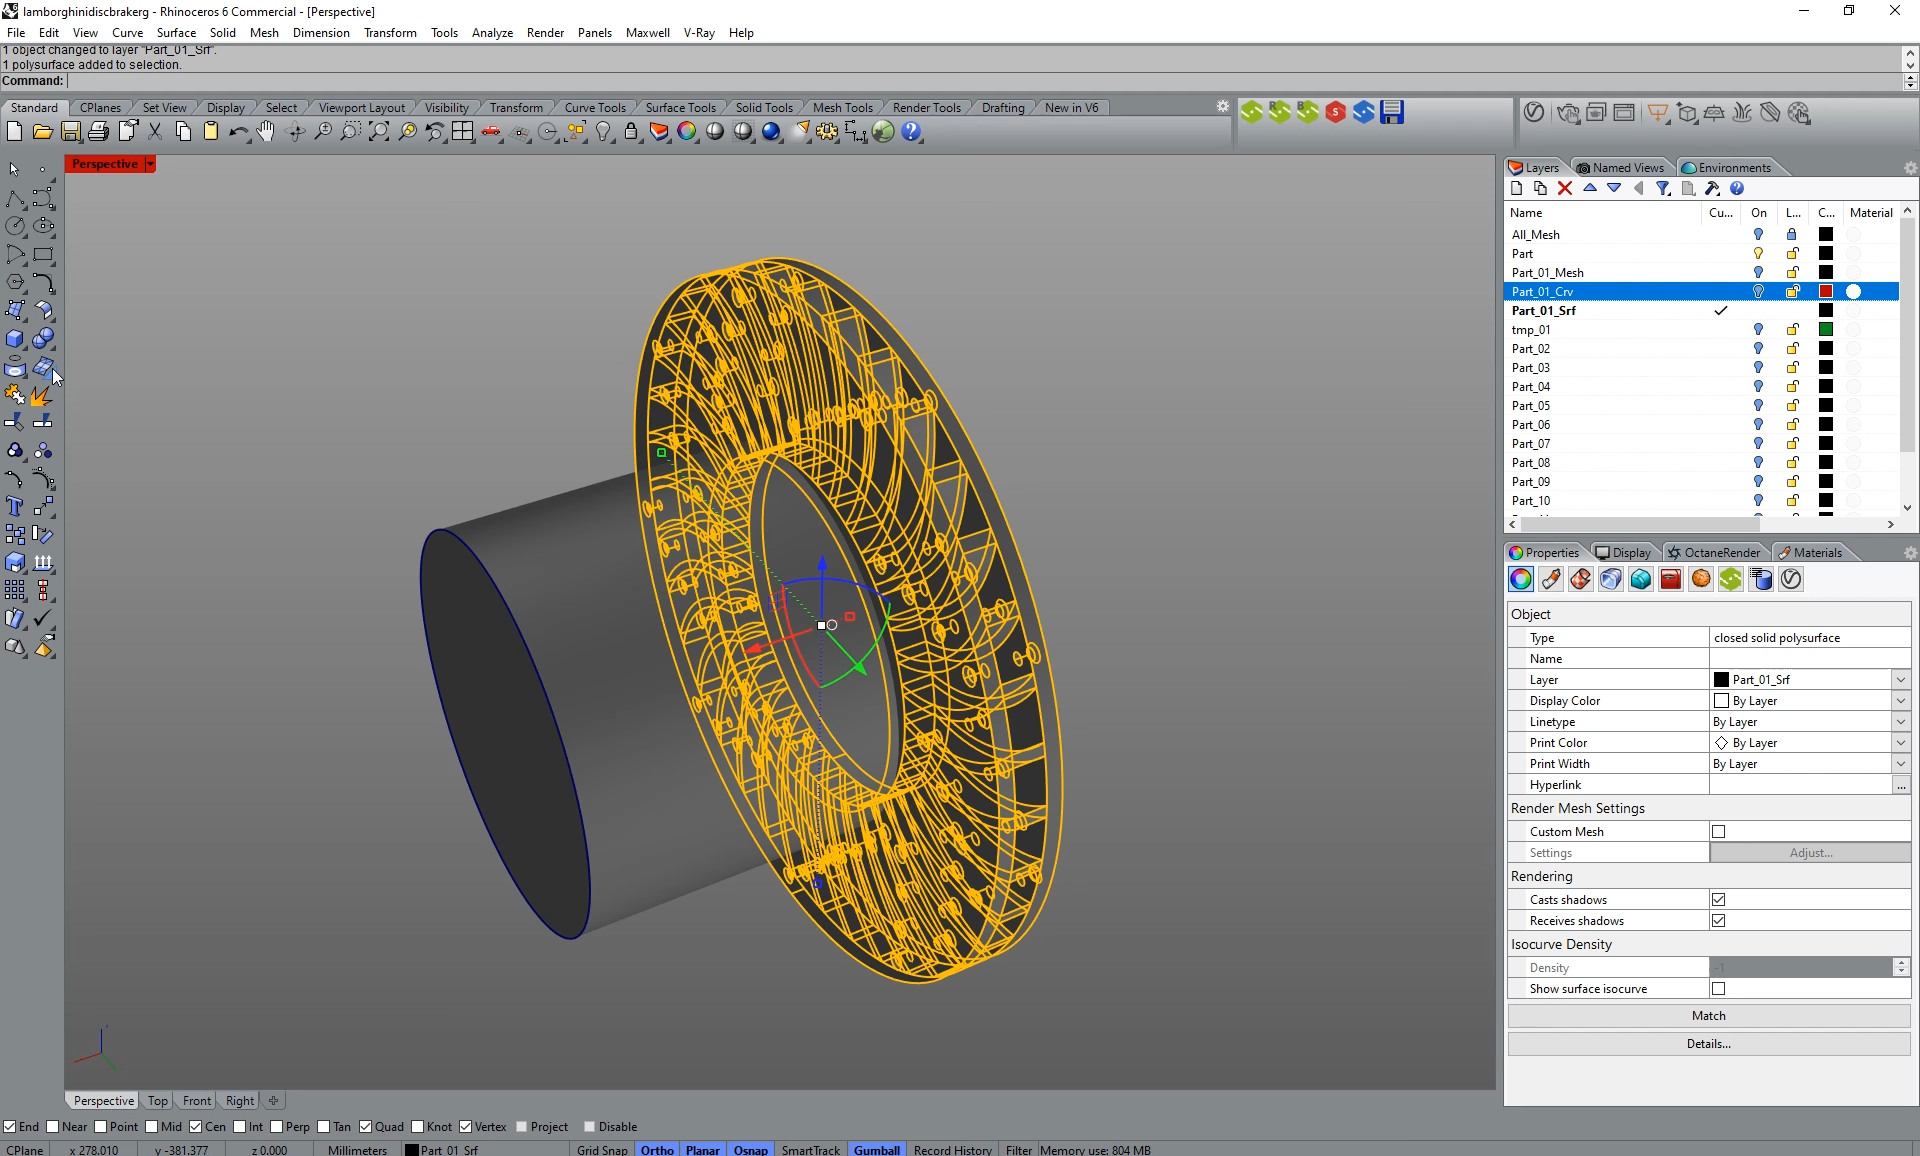 lamborghinidiscbrakerg - Rhinoceros 6 Commercial - [Perspective]
File Edit View Curve Surface Solid Mesh Dimension Transform Tools Analyze Render Panels Maxwell V-Ray Help
1 object changed to layer "Part_01_Srf".
1 polysurface added to selection.
Command:
Standard CPlanes Set View Display Select Viewport Layout Visibility Transform Curve Tools Surface Tools Solid Tools Mesh Tools Render Tools Drafting New in V6
Perspective
Layers Named Views Environments
Name Cu... On L... C... Material
All_Mesh
Part
Part_01_Mesh
Part_01_Crv
Part_01_Srf
tmp_01
Part_02
Part_03
Part_04
Part_05
Part_06
Part_07
Part_08
Part_09
Part_10
Properties Display OctaneRender Materials
Object
Type closed solid polysurface
Name
Layer Part_01_Srf
Display Color By Layer
Linetype By Layer
Print Color By Layer
Print Width By Layer
Hyperlink ...
Render Mesh Settings
Custom Mesh
Settings Adjust...
Rendering
Casts shadows
Receives shadows
Isocurve Density
Density -1
Show surface isocurve
Match
Details...
Perspective Top Front Right
End Near Point Mid Cen Int Perp Tan Quad Knot Vertex Project Disable
CPlane x 278.010 y -381.377 z 0.000 Millimeters Part_01_Srf Grid Snap Ortho Planar Osnap SmartTrack Gumball Record History Filter Memory use: 804 MB